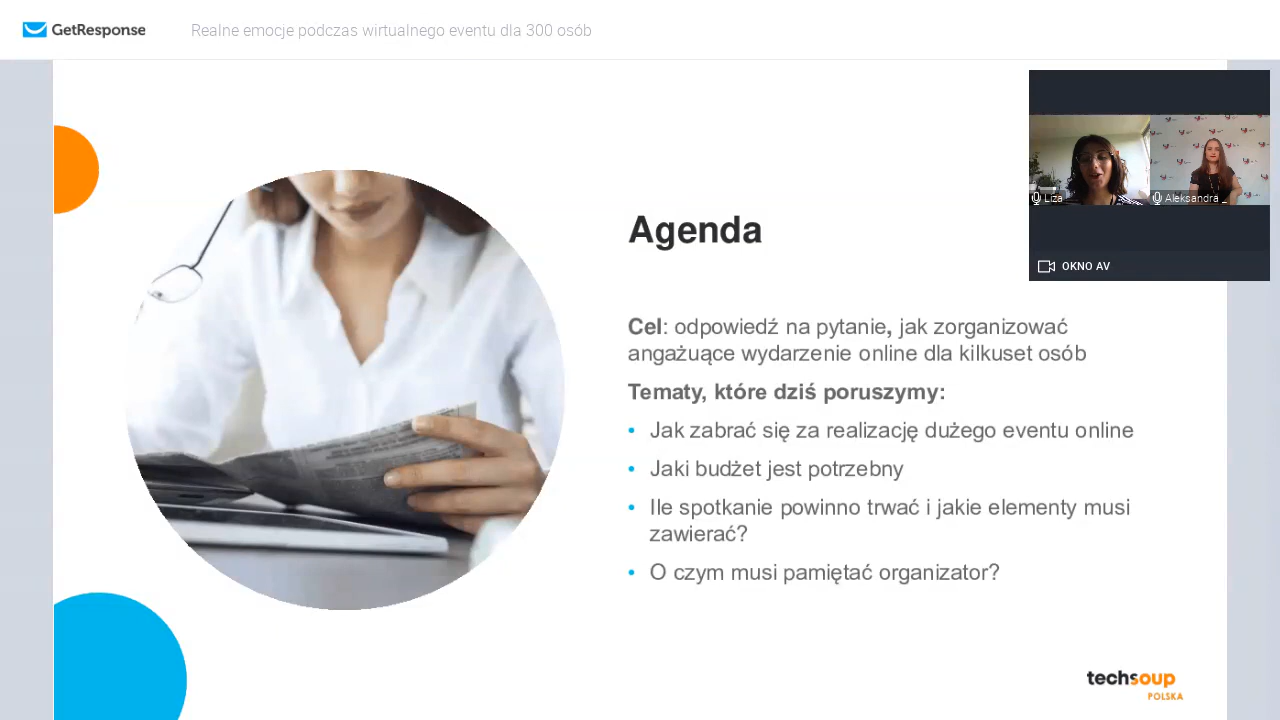 GetResponse
Realne emocje podczas wirtualnego eventu dla 300 osób
Liza
Aleksandra _
OKNO AV
Agenda
Cel: odpowiedź na pytanie, jak zorganizować
angażuące wydarzenie online dla kilkuset osób
Tematy, które dziś poruszymy:
• Jak zabrać się za realizację dużego eventu online
• Jaki budżet jest potrzebny
• Ile spotkanie powinno trwać i jakie elementy musi
zawierać?
• O czym musi pamiętać organizator?
techsoup
POLSKA